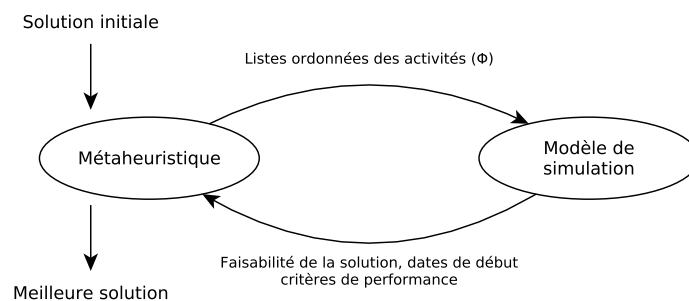 Solution initiale
Listes ordonnées des activités (Φ)
Métaheuristique
Modèle de
simulation
Faisabilité de la solution, dates de début
critères de performance
Meilleure solution